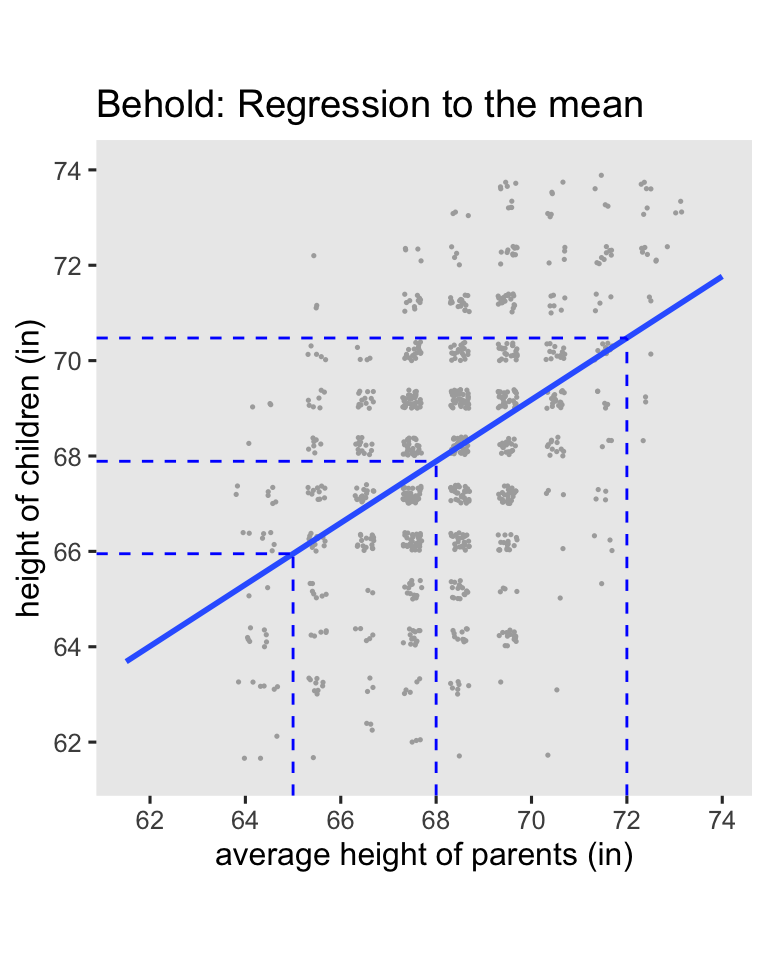 Behold: Regression to the mean
74
72
70
68
66
64
62
height of children (in)
62 64 66 68 70 72 74
average height of parents (in)